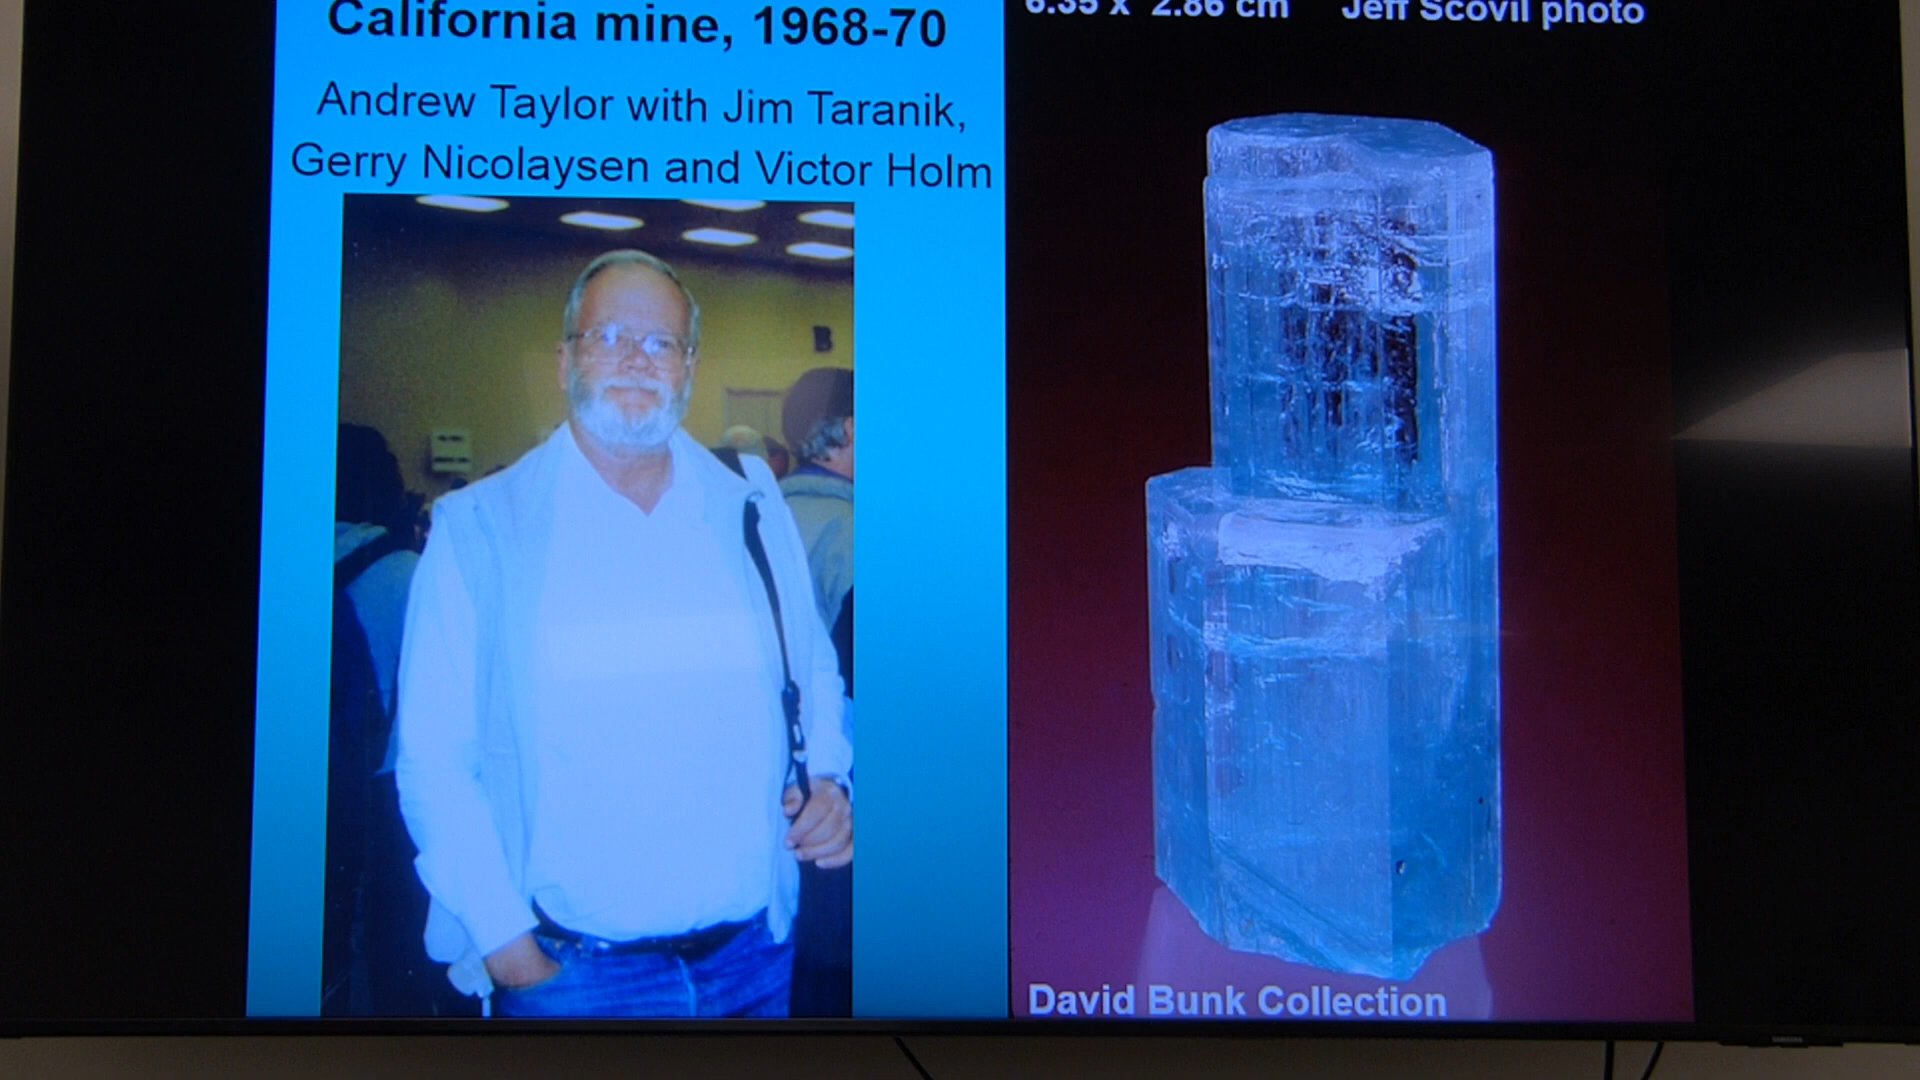 California mine, 1968-70
Andrew Taylor with Jim Taranik,
Gerry Nicolaysen and Victor Holm
6.35 x 2.86 cm Jeff Scovil photo
David Bunk Collection
SAMSUNG